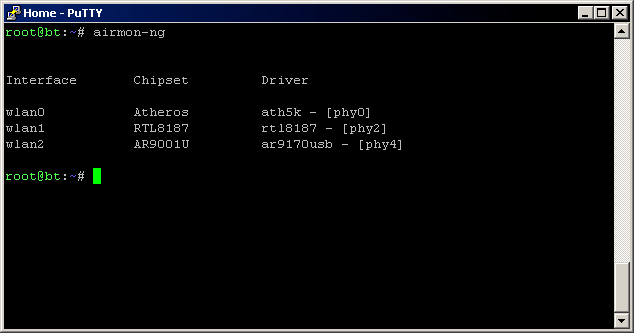 Home - PuTTY
root@bt:~# airmon-ng
Interface Chipset Driver
wlan0 Atheros ath5k - [phy0]
wlan1 RTL8187 rtl8187 - [phy2]
wlan2 AR9001U ar9170usb - [phy4]
root@bt:~#